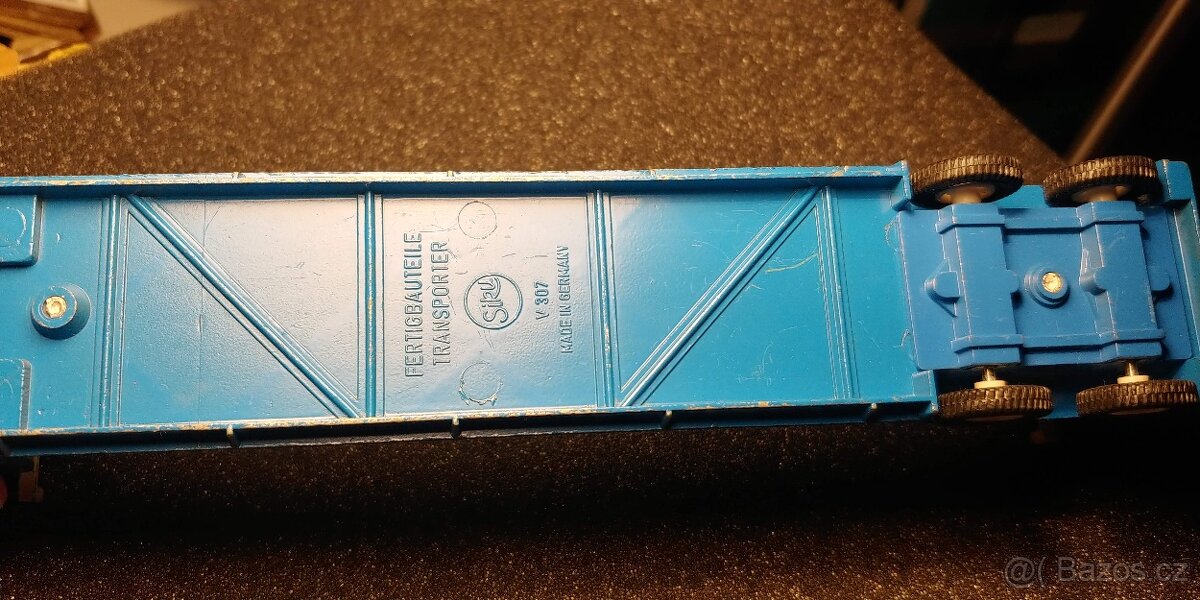 FERTIGBAUTEILE
TRANSPORTER
Siku
V 307
MADE IN GERMANY
@( Bazos.cz